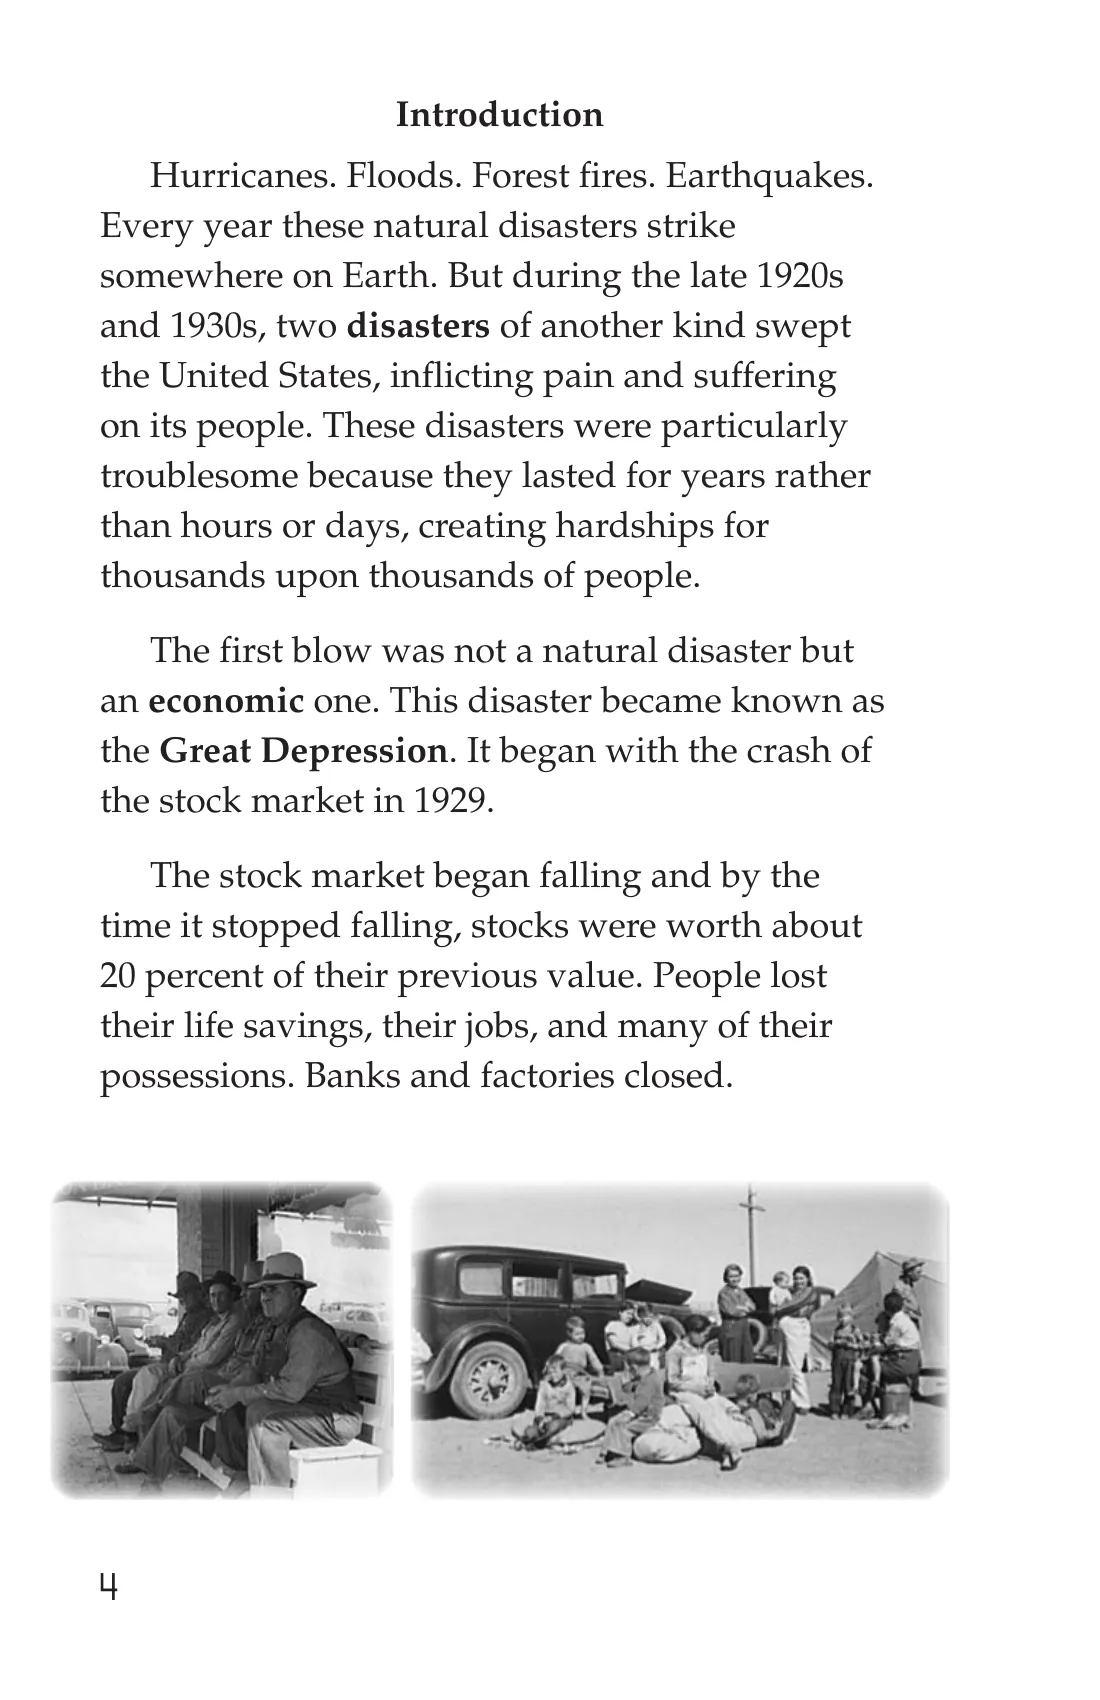 Introduction
Hurricanes. Floods. Forest fires. Earthquakes.
Every year these natural disasters strike
somewhere on Earth. But during the late 1920s
and 1930s, two disasters of another kind swept
the United States, inflicting pain and suffering
on its people. These disasters were particularly
troublesome because they lasted for years rather
than hours or days, creating hardships for
thousands upon thousands of people.
The first blow was not a natural disaster but
an economic one. This disaster became known as
the Great Depression. It began with the crash of
the stock market in 1929.
The stock market began falling and by the
time it stopped falling, stocks were worth about
20 percent of their previous value. People lost
their life savings, their jobs, and many of their
possessions. Banks and factories closed.
4